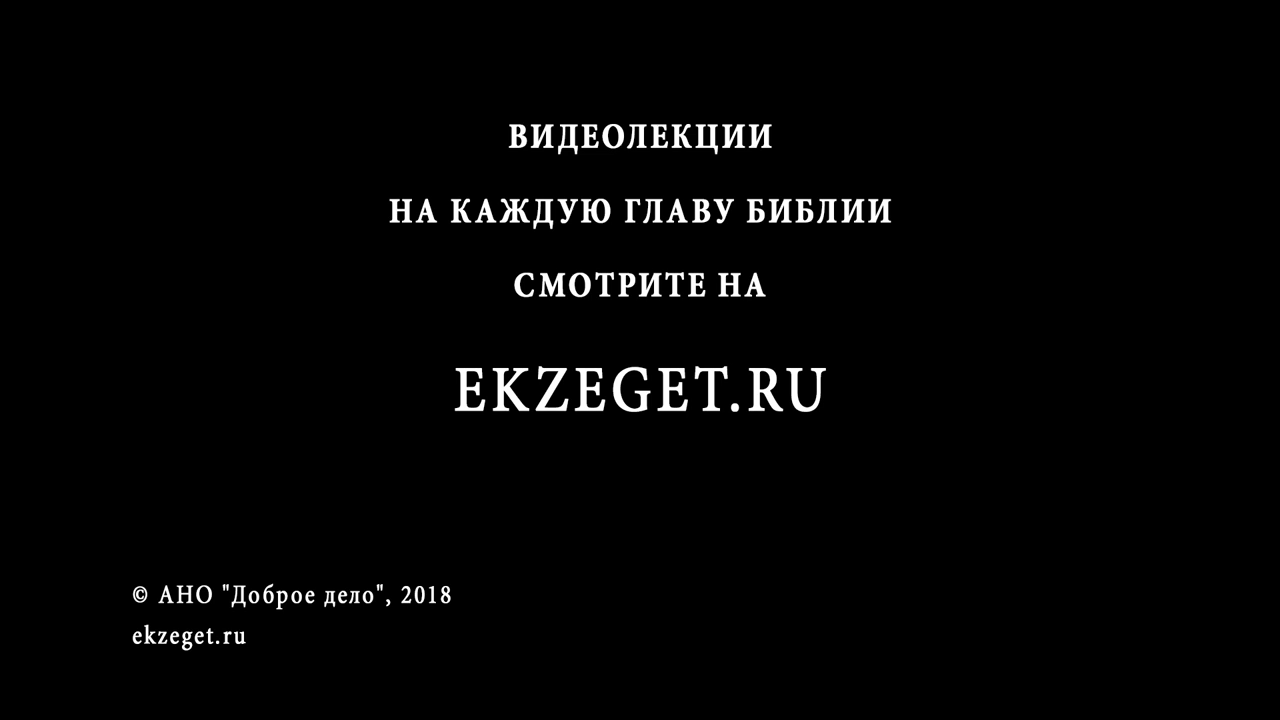 ВИДЕОЛЕКЦИИ
НА КАЖДУЮ ГЛАВУ БИБЛИИ
СМОТРИТЕ НА
EKZEGET.RU
© АНО "Доброе дело", 2018
ekzeget.ru